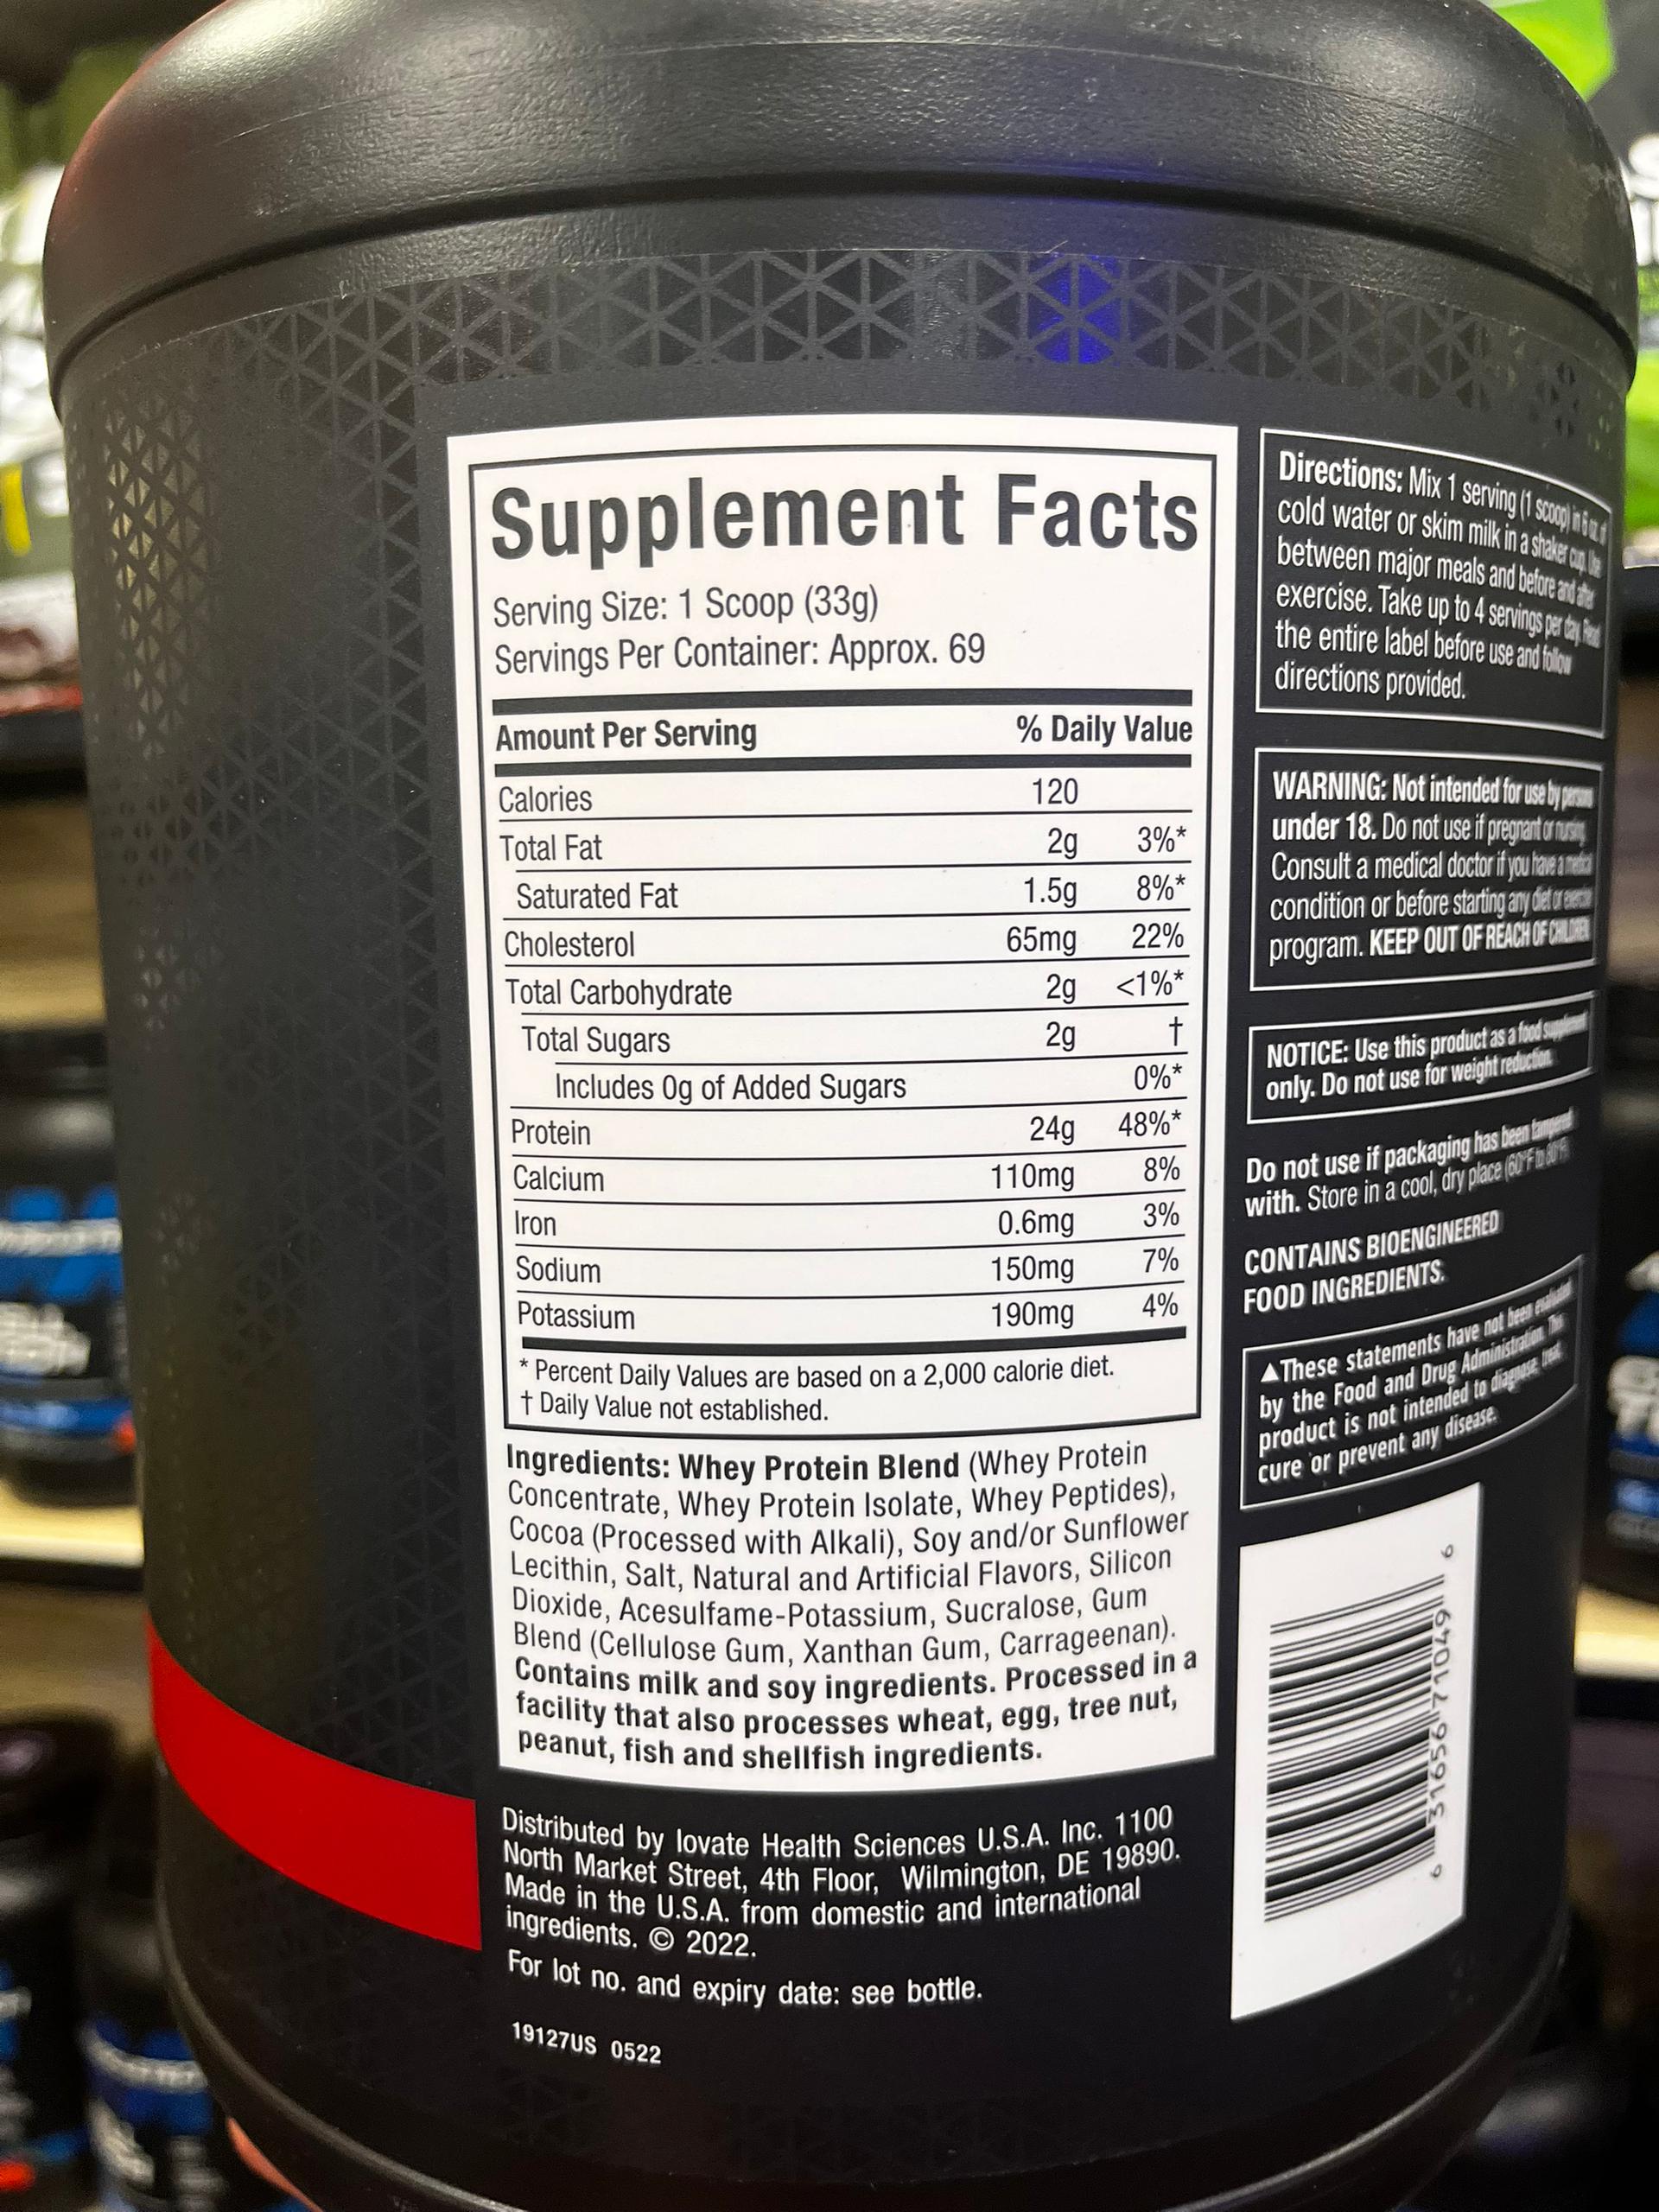 Supplement Facts
Serving Size: 1 Scoop (33g)
Servings Per Container: Approx. 69
Amount Per Serving % Daily Value
Calories 120
Total Fat 2g 3%*
Saturated Fat 1.5g 8%*
Cholesterol 65mg 22%
Total Carbohydrate 2g <1%*
Total Sugars 2g †
Includes 0g of Added Sugars 0%*
Protein 24g 48%*
Calcium 110mg 8%
Iron 0.6mg 3%
Sodium 150mg 7%
Potassium 190mg 4%
* Percent Daily Values are based on a 2,000 calorie diet.
† Daily Value not established.
Ingredients: Whey Protein Blend (Whey Protein
Concentrate, Whey Protein Isolate, Whey Peptides),
Cocoa (Processed with Alkali), Soy and/or Sunflower
Lecithin, Salt, Natural and Artificial Flavors, Silicon
Dioxide, Acesulfame-Potassium, Sucralose, Gum
Blend (Cellulose Gum, Xanthan Gum, Carrageenan).
Contains milk and soy ingredients. Processed in a
facility that also processes wheat, egg, tree nut,
peanut, fish and shellfish ingredients.
Distributed by Iovate Health Sciences U.S.A. Inc. 1100
North Market Street, 4th Floor, Wilmington, DE 19890.
Made in the U.S.A. from domestic and international
ingredients. © 2022.
For lot no. and expiry date: see bottle.
19127US 0522
Directions: Mix 1 serving (1 scoop) in 6 oz. of
cold water or skim milk in a shaker cup. Use
between major meals and before and after
exercise. Take up to 4 servings per day. Read
the entire label before use and follow
directions provided.
WARNING: Not intended for use by persons
under 18. Do not use if pregnant or nursing.
Consult a medical doctor if you have a medical
condition or before starting any diet or exercise
program. KEEP OUT OF REACH OF CHILDREN.
NOTICE: Use this product as a food supplement
only. Do not use for weight reduction.
Do not use if packaging has been tampered
with. Store in a cool, dry place (60°F to 80°F).
CONTAINS BIOENGINEERED
FOOD INGREDIENTS.
▲These statements have not been evaluated
by the Food and Drug Administration. This
product is not intended to diagnose, treat,
cure or prevent any disease.
6 31656 71049 6